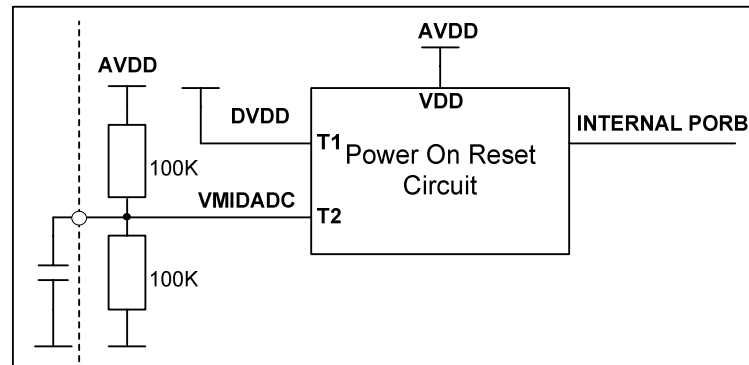 AVDD
AVDD
VDD
DVDD
T1
Power On Reset
Circuit
INTERNAL PORB
100K
VMIDADC
T2
100K